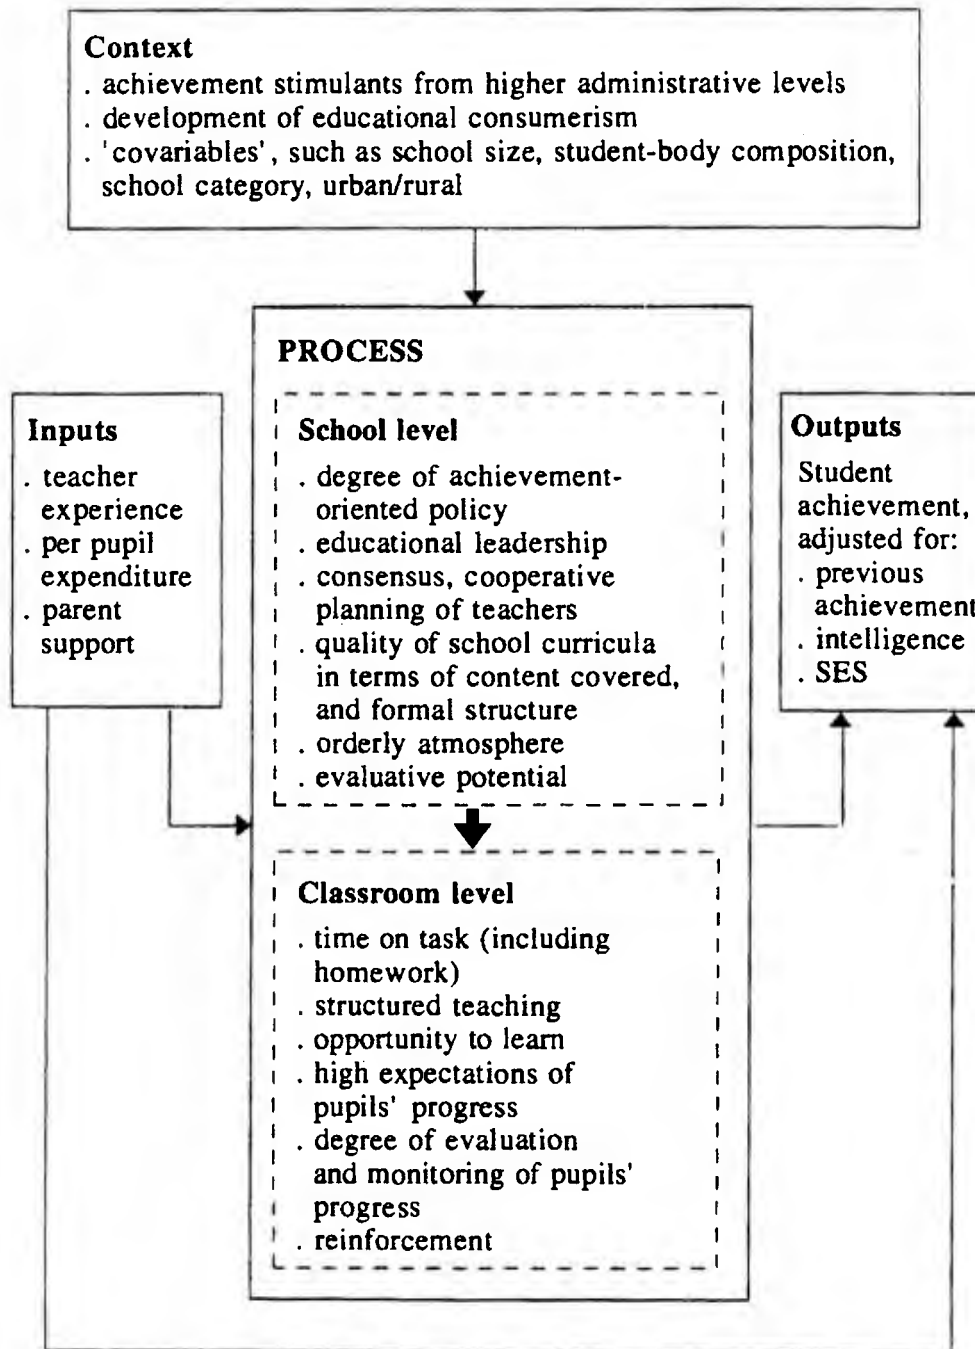 Context
. achievement stimulants from higher administrative levels
. development of educational consumerism
. 'covariables', such as school size, student-body composition,
school category, urban/rural
PROCESS
Inputs
. teacher
experience
. per pupil
expenditure
. parent
support
School level
. degree of achievement-
oriented policy
. educational leadership
. consensus, cooperative
planning of teachers
. quality of school curricula
in terms of content covered,
and formal structure
. orderly atmosphere
. evaluative potential
Classroom level
. time on task (including
homework)
. structured teaching
. opportunity to learn
. high expectations of
pupils' progress
. degree of evaluation
and monitoring of pupils'
progress
. reinforcement
Outputs
Student
achievement,
adjusted for:
. previous
achievement
. intelligence
. SES